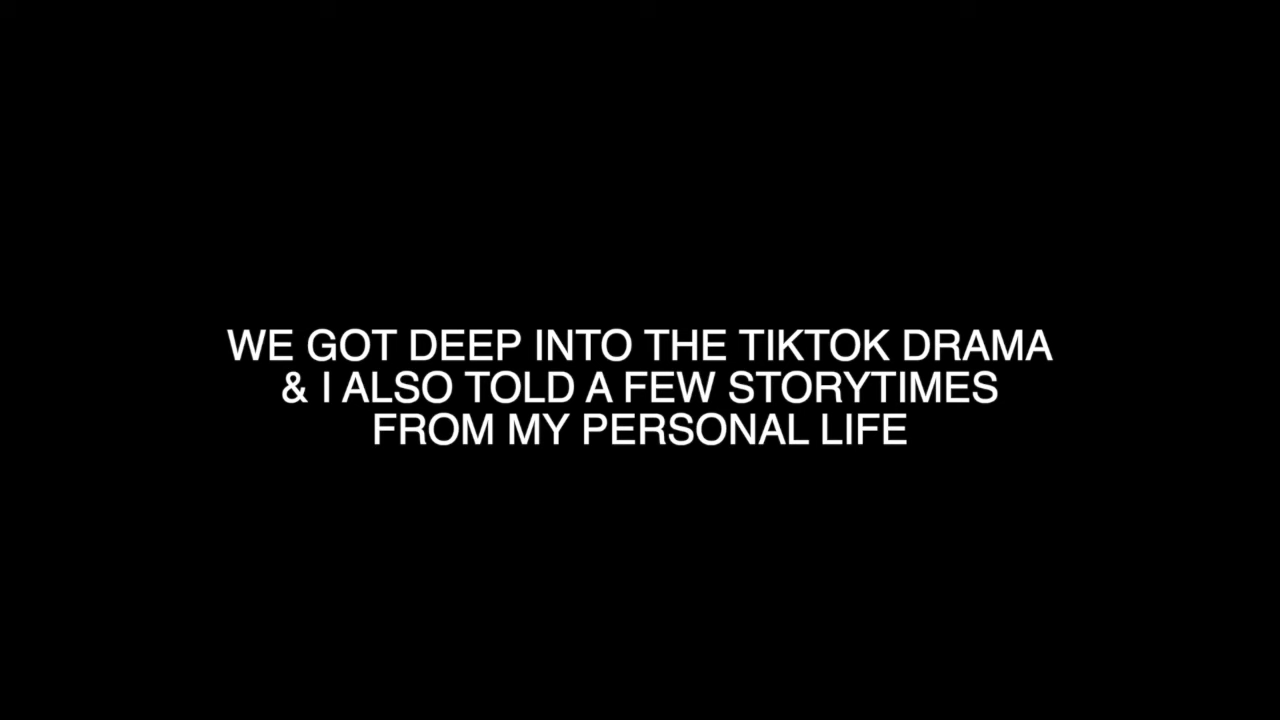 WE GOT DEEP INTO THE TIKTOK DRAMA
& I ALSO TOLD A FEW STORYTIMES
FROM MY PERSONAL LIFE